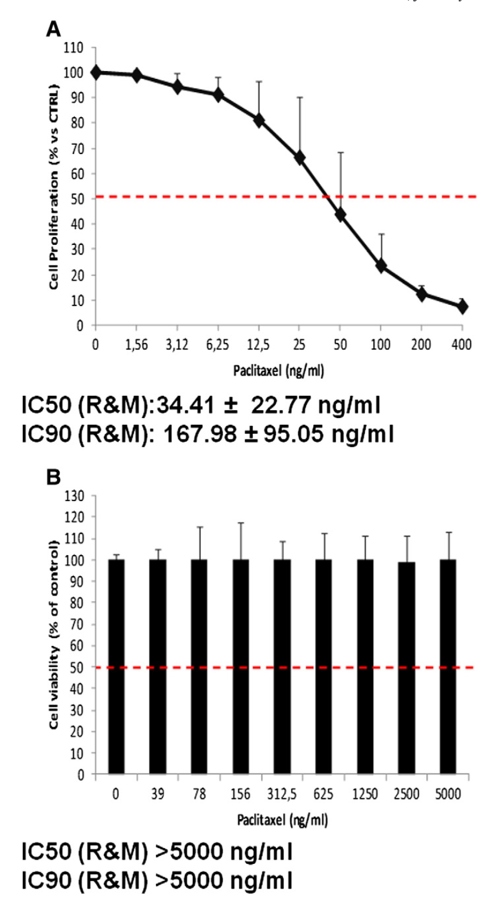 A
Cell Proliferation (% vs CTRL)
110
100
90
80
70
60
50
40
30
20
10
0
0 1,56 3,12 6,25 12,5 25 50 100 200 400
Paclitaxel (ng/ml)
IC50 (R&M):34.41 ± 22.77 ng/ml
IC90 (R&M): 167.98 ± 95.05 ng/ml
B
Cell viability (% of control)
130
120
110
100
90
80
70
60
50
40
30
20
10
0
0 39 78 156 312,5 625 1250 2500 5000
Paclitaxel (ng/ml)
IC50 (R&M) >5000 ng/ml
IC90 (R&M) >5000 ng/ml